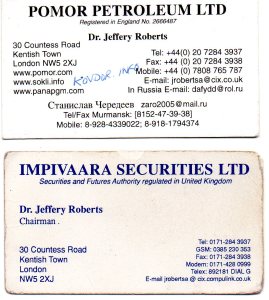 POMOR PETROLEUM LTD
Registered in England No. 2666487
Dr. Jeffery Roberts
30 Countess Road
Kentish Town
London NW5 2XJ
www.pomor.com
www.sokli.info
www.panapgm.com
Tel: +44(0) 20 7284 3937
Fax: +44(0) 20 7284 3938
Mobile: +44 (0) 7808 765 787
E-mail: jroberts@cix.co.uk
In Russia E-mail: dafydd@rol.ru
Станислав Чередеев zaro2005@mail.ru
Tel/Fax Murmansk: [8152-47-39-38]
Mobile: 8-928-4339022; 8-918-1794374
IMPIVAARA SECURITIES LTD
Securities and Futures Authority regulated in United Kingdom
Dr. Jeffery Roberts
Chairman .
30 Countess Road
Kentish Town
London
NW5 2XJ
Tel: 0171-284 3937
GSM: 0385 230 353
Fax: 0171-284 3938
Modem: 0171-428 0999
Telex: 892181 DIAL G
E-mail jrobertsa @ cix.compulink.co.uk